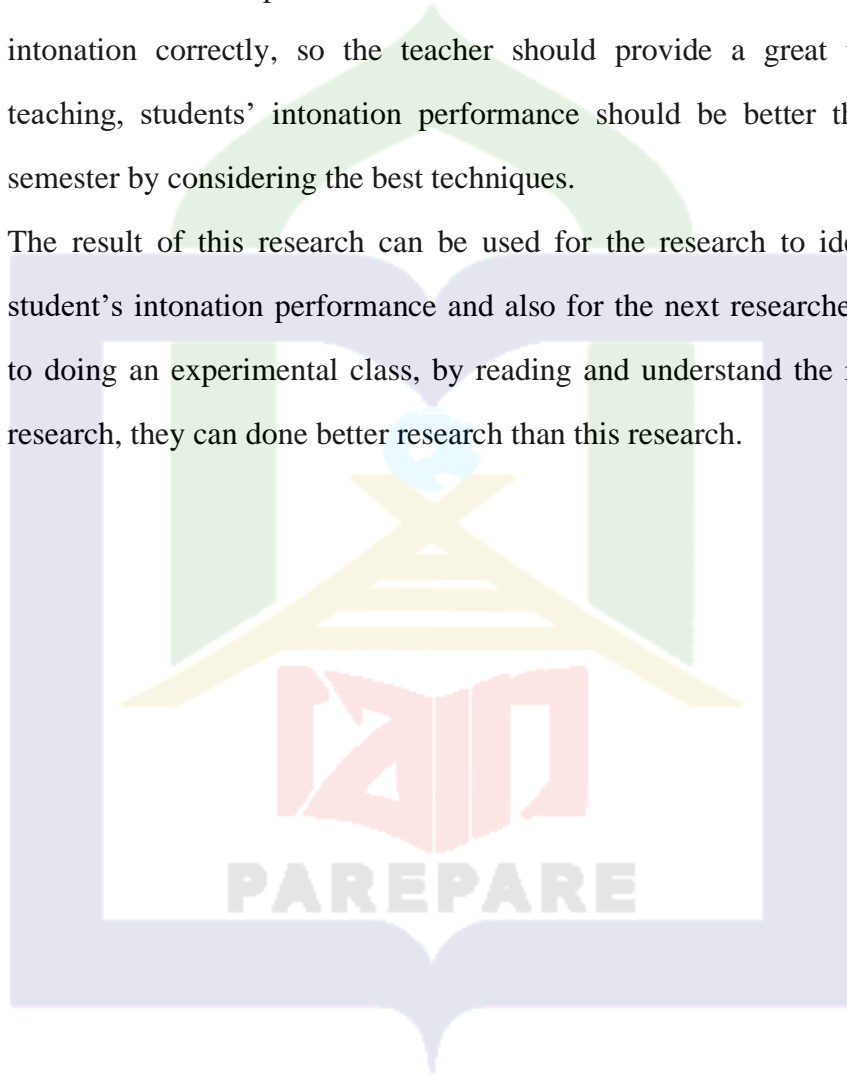 intonation correctly, so the teacher should provide a great
teaching, students’ intonation performance should be better
semester by considering the best techniques.
The result of this research can be used for the research to
student’s intonation performance and also for the next
to doing an experimental class, by reading and understand the
research, they can done better research than this research.
PAREPARE